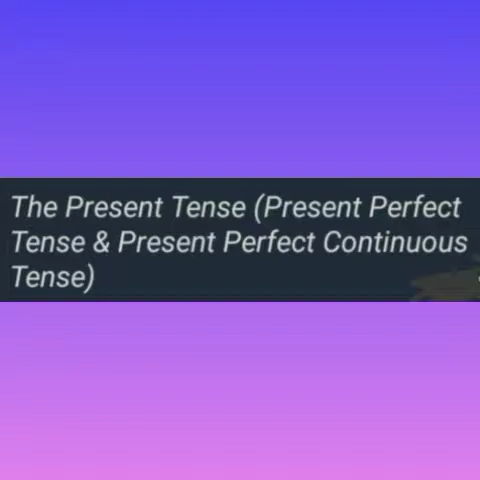 The Present Tense (Present Perfect
Tense & Present Perfect Continuous
Tense)